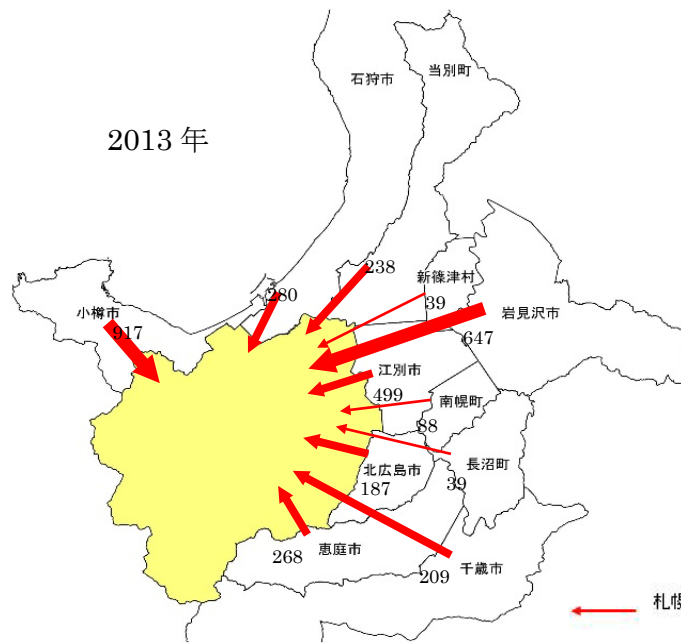 当別町
石狩市
2013 年
238
新篠津村
280
39
小樽市
岩見沢市
917
647
江別市
499
南幌町
88
長沼町
北広島市
39
187
恵庭市
268
千歳市
209
札幌